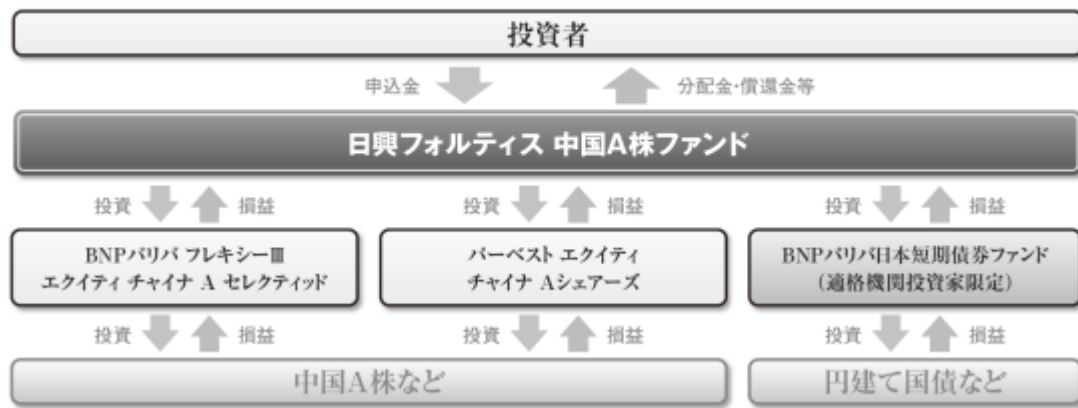 投資者
申込金 分配金・償還金等
日興フォルティス 中国A株ファンド
投資 損益 投資 損益 投資 損益
BNPパリバ フレキシーⅢ
エクイティ チャイナ A セレクティッド
パーベスト エクイティ
チャイナ Aシェアーズ
BNPパリバ日本短期債券ファンド
(適格機関投資家限定)
投資 損益 投資 損益 投資 損益
中国A株など 円建て国債など